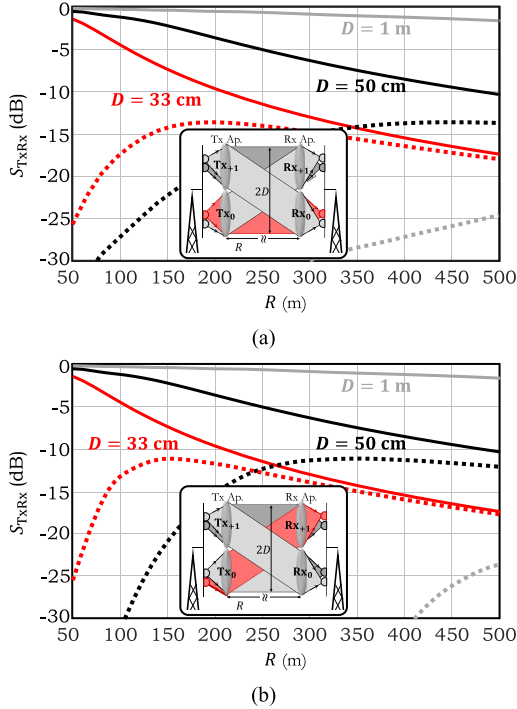 0
-5
-10
-15
-20
-25
-30
S_TxRx (dB)
D = 1 m
D = 50 cm
D = 33 cm
Tx Ap. Rx Ap.
Tx+1 Rx+1
2D
Tx0 Rx0
R
≈
50 100 150 200 250 300 350 400 450 500
R (m)
(a)
0
-5
-10
-15
-20
-25
-30
S_TxRx (dB)
D = 1 m
D = 33 cm
D = 50 cm
Tx Ap. Rx Ap.
Tx+1 Rx+1
2D
Tx0 Rx0
R
≈
50 100 150 200 250 300 350 400 450 500
R (m)
(b)